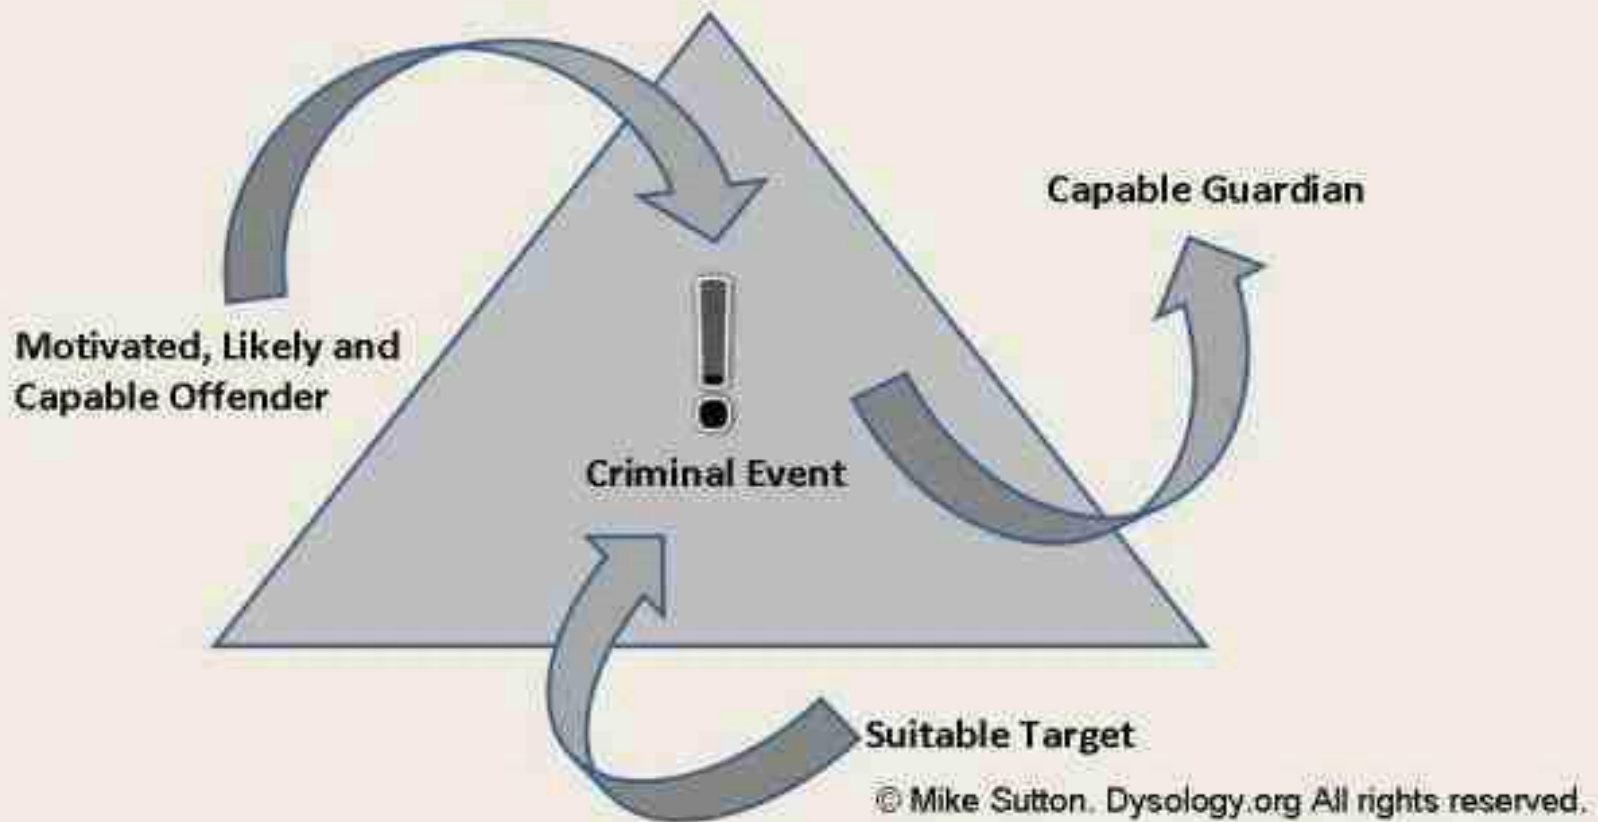 Capable Guardian
Motivated, Likely and
Capable Offender
!
Criminal Event
Suitable Target
© Mike Sutton. Dysology.org All rights reserved.